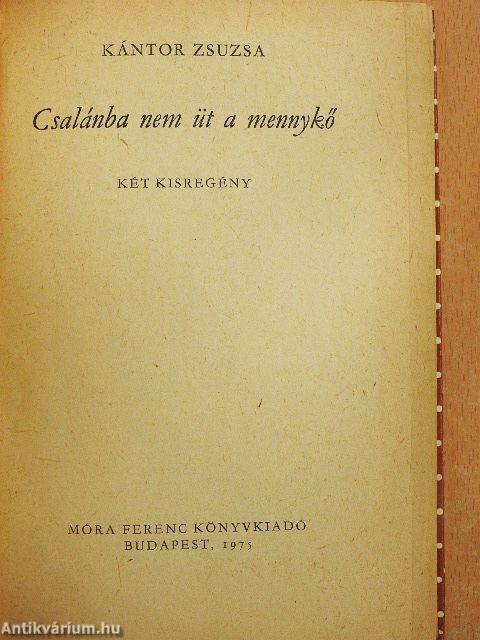 KÁNTOR ZSUZSA
Csalánba nem üt a mennykő
KÉT KISREGÉNY
MÓRA FERENC KÖNYVKIADÓ
BUDAPEST, 1975
Antikvárium.hu